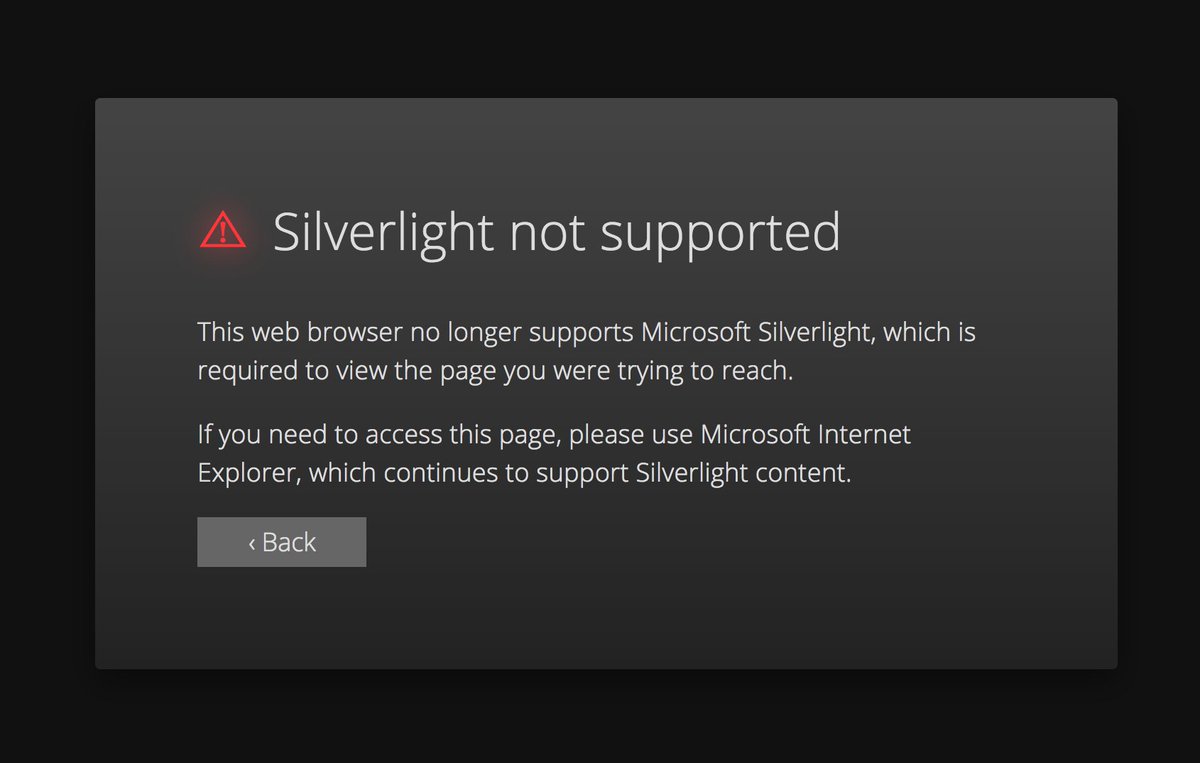 Silverlight not supported
This web browser no longer supports Microsoft Silverlight, which is
required to view the page you were trying to reach.
If you need to access this page, please use Microsoft Internet
Explorer, which continues to support Silverlight content.
‹ Back